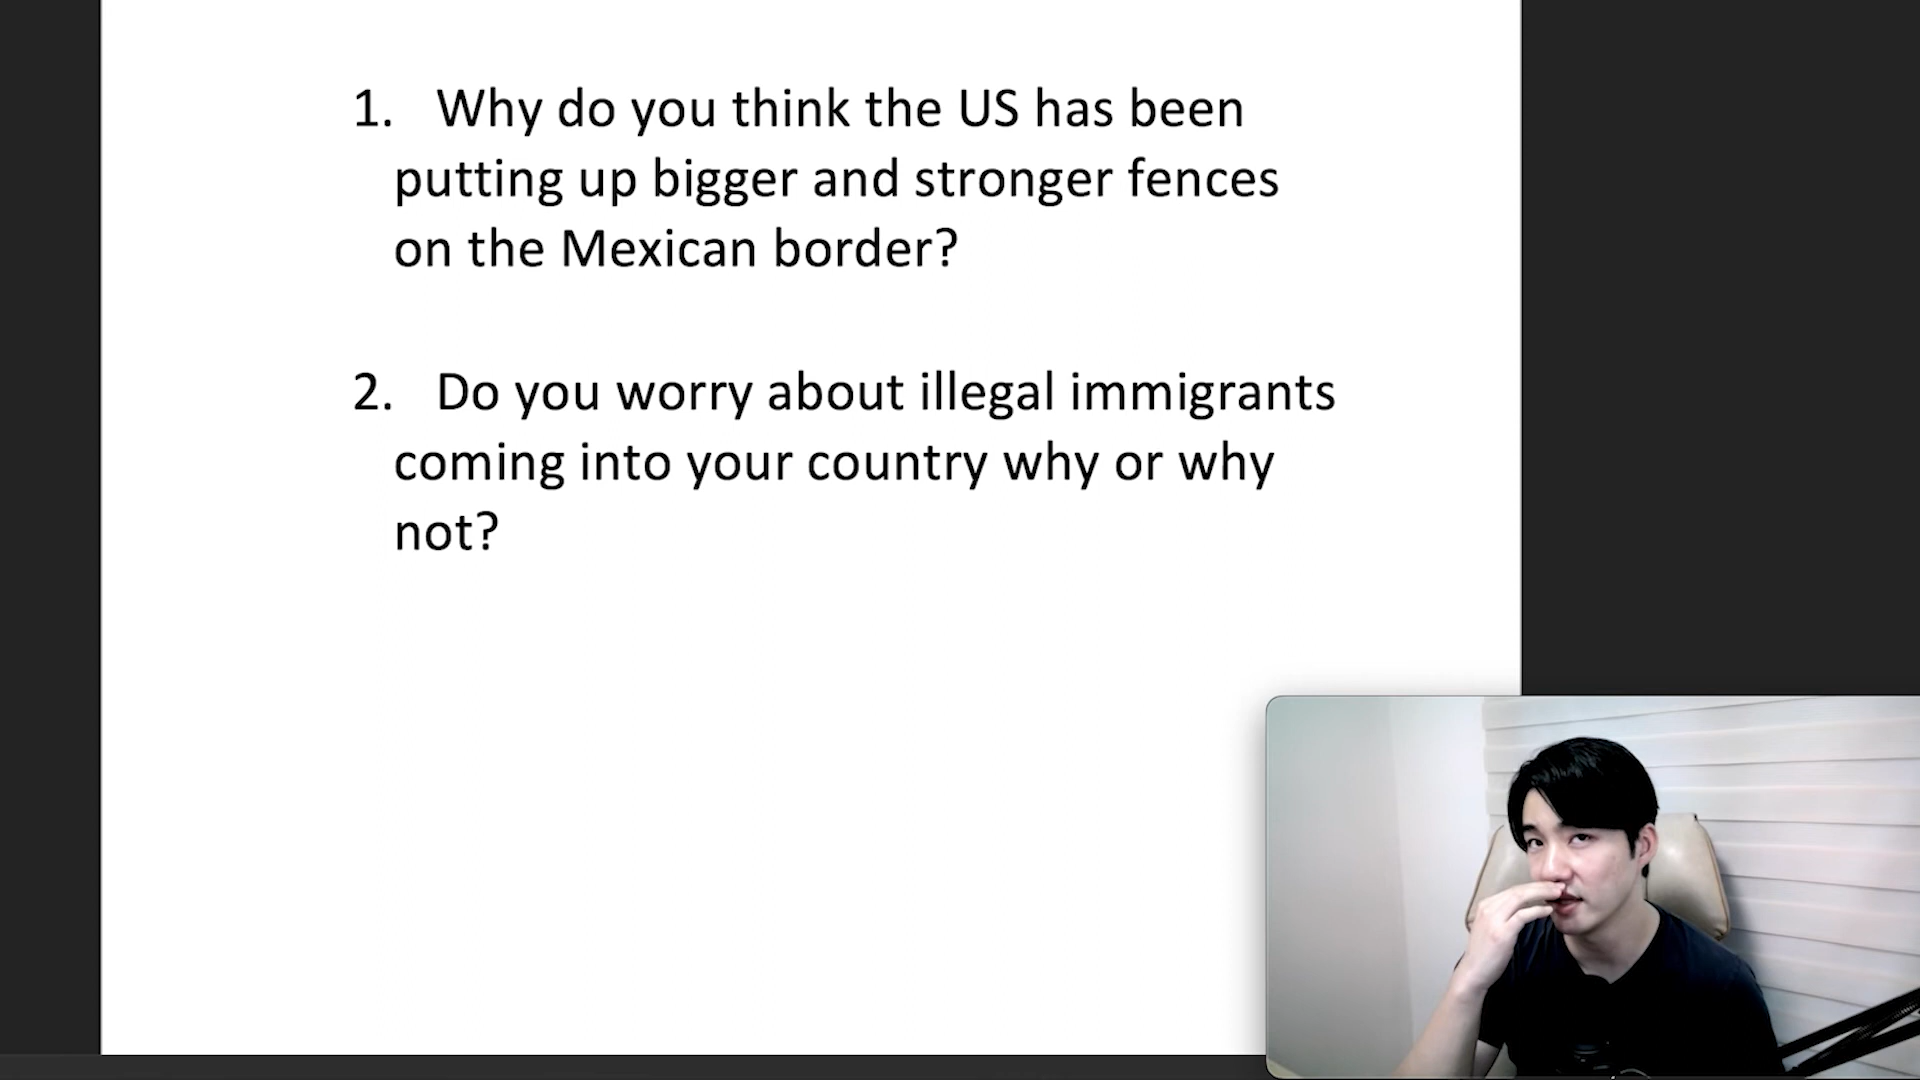 1. Why do you think the US has been
putting up bigger and stronger fences
on the Mexican border?
2. Do you worry about illegal immigrants
coming into your country why or why
not?